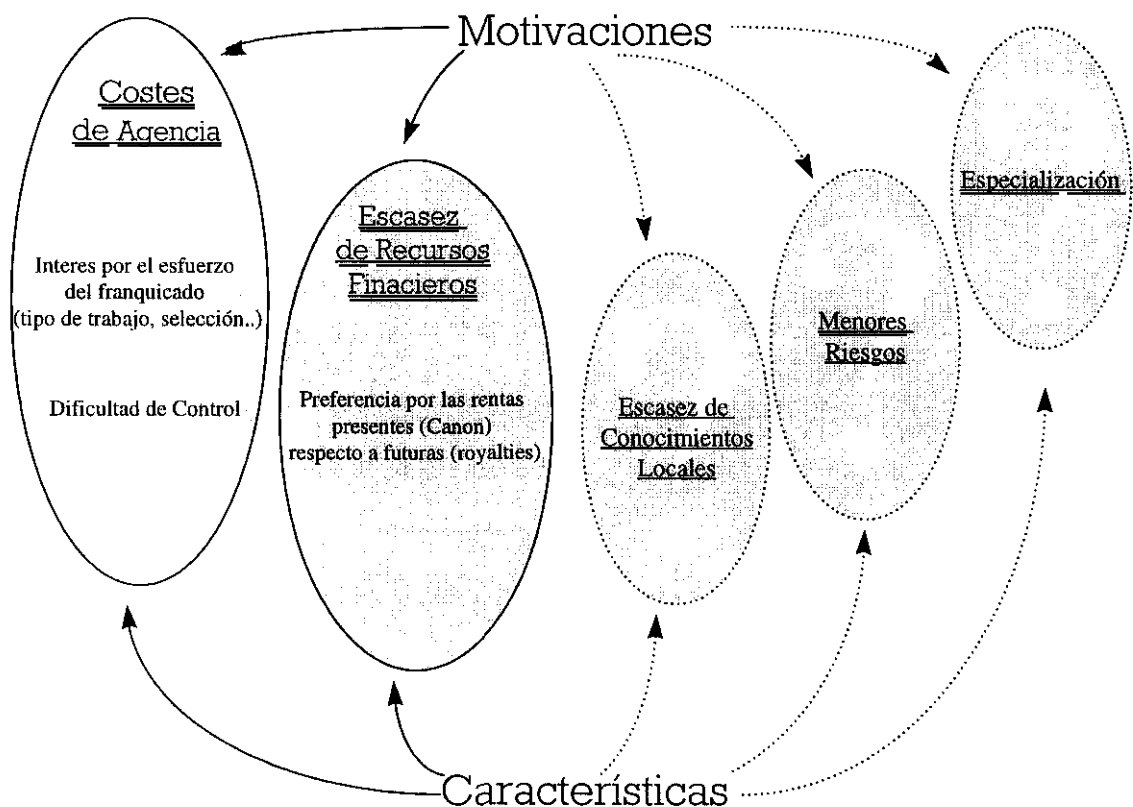 Motivaciones
Costes
de Agencia
Interes por el esfuerzo
del franquicado
(tipo de trabajo, selección..)
Dificultad de Control
Escasez
de Recursos
Finacieros
Preferencia por las rentas
presentes (Canon)
respecto a futuras (royalties)
Escasez de
Conocimientos
Locales
Menores
Riesgos
Especialización
Características